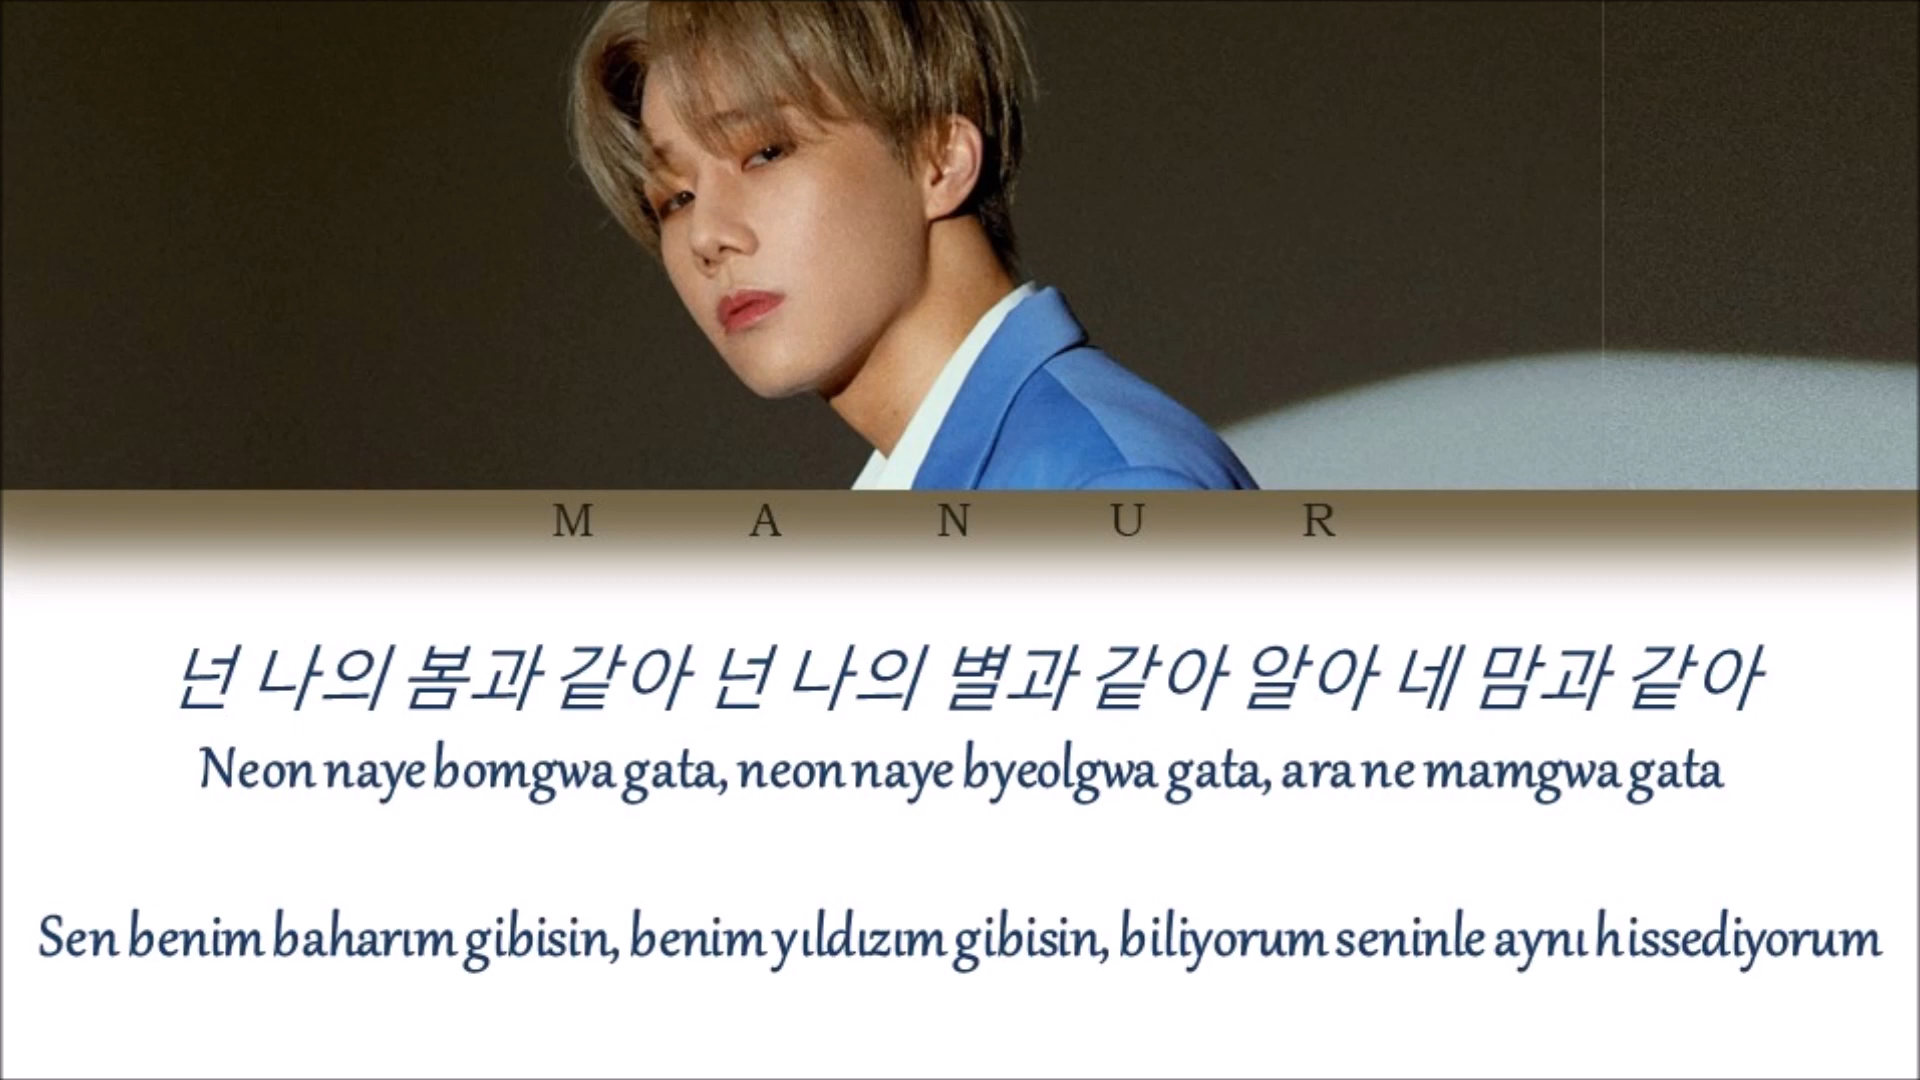 M A N U R
넌 나의 봄과 같아 넌 나의 별과 같아 알아 네 맘과 같아
Neon naye bomgwa gata, neon naye byeolgwa gata, ara ne mamgwa gata
Sen benim baharım gibisin, benim yıldızım gibisin, biliyorum seninle aynı hissediyorum